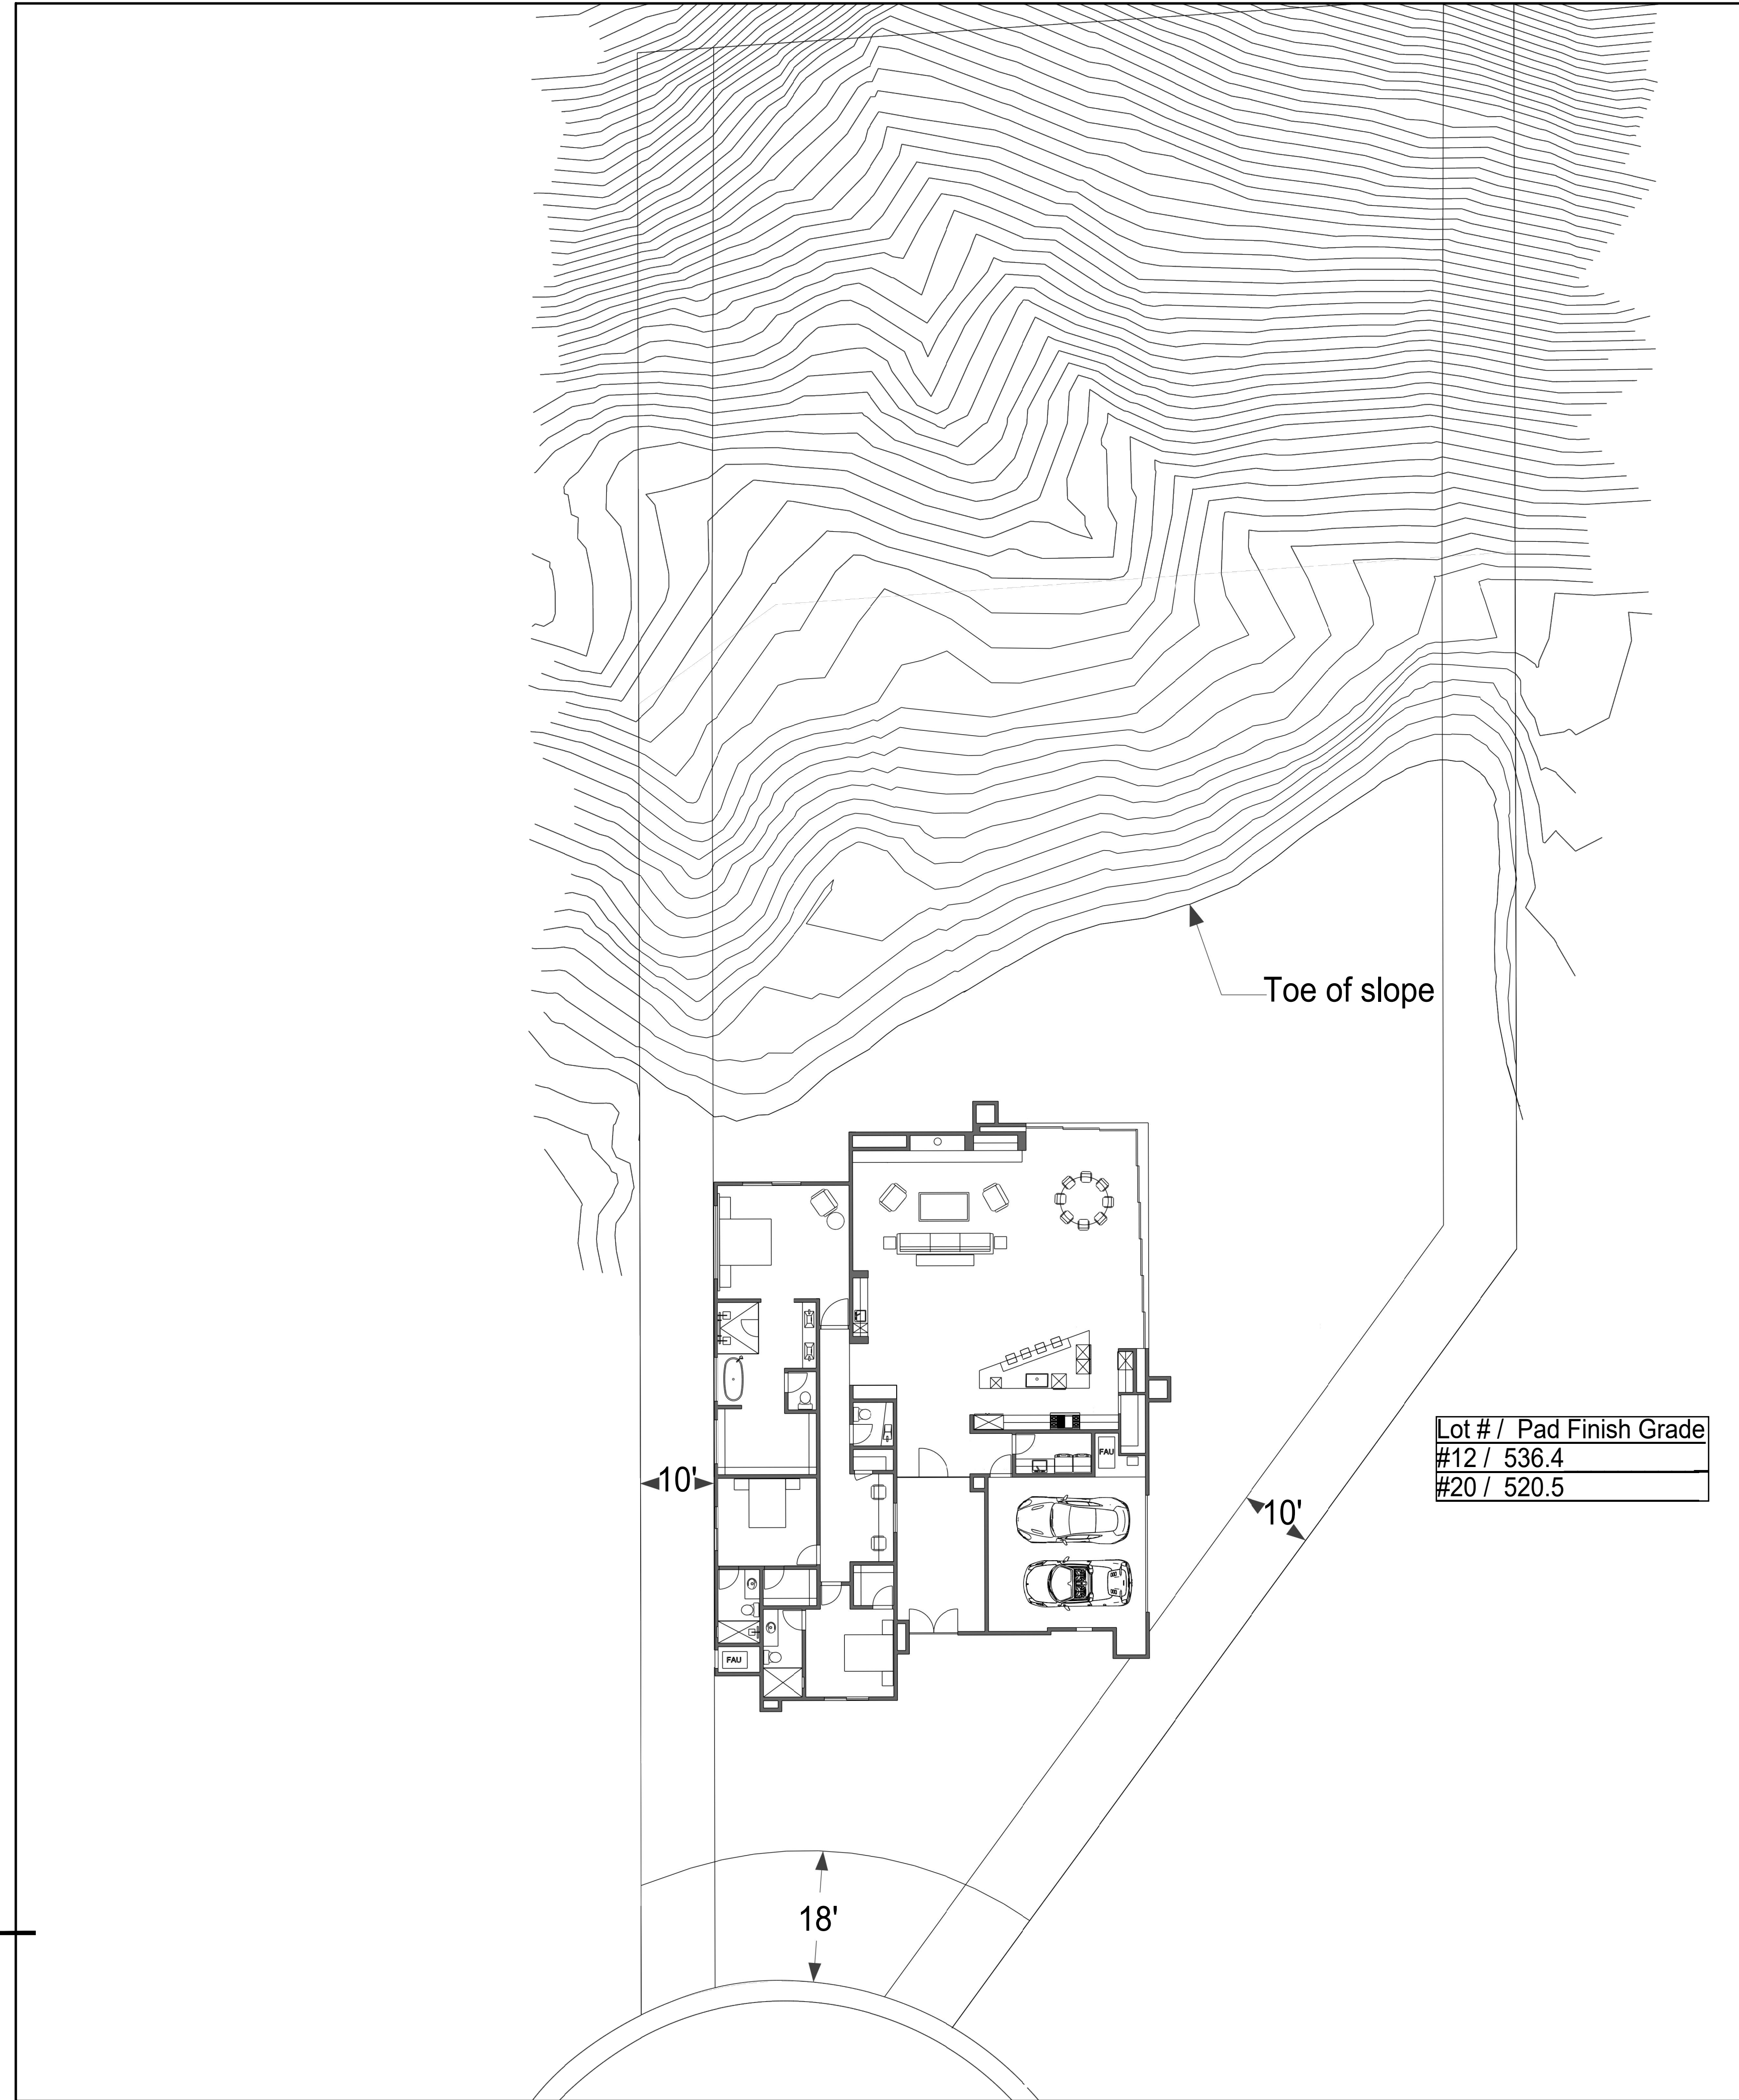 Toe of slope
FAU
Lot # / Pad Finish Grade
#12 / 536.4
#20 / 520.5
10'
10'
FAU
18'